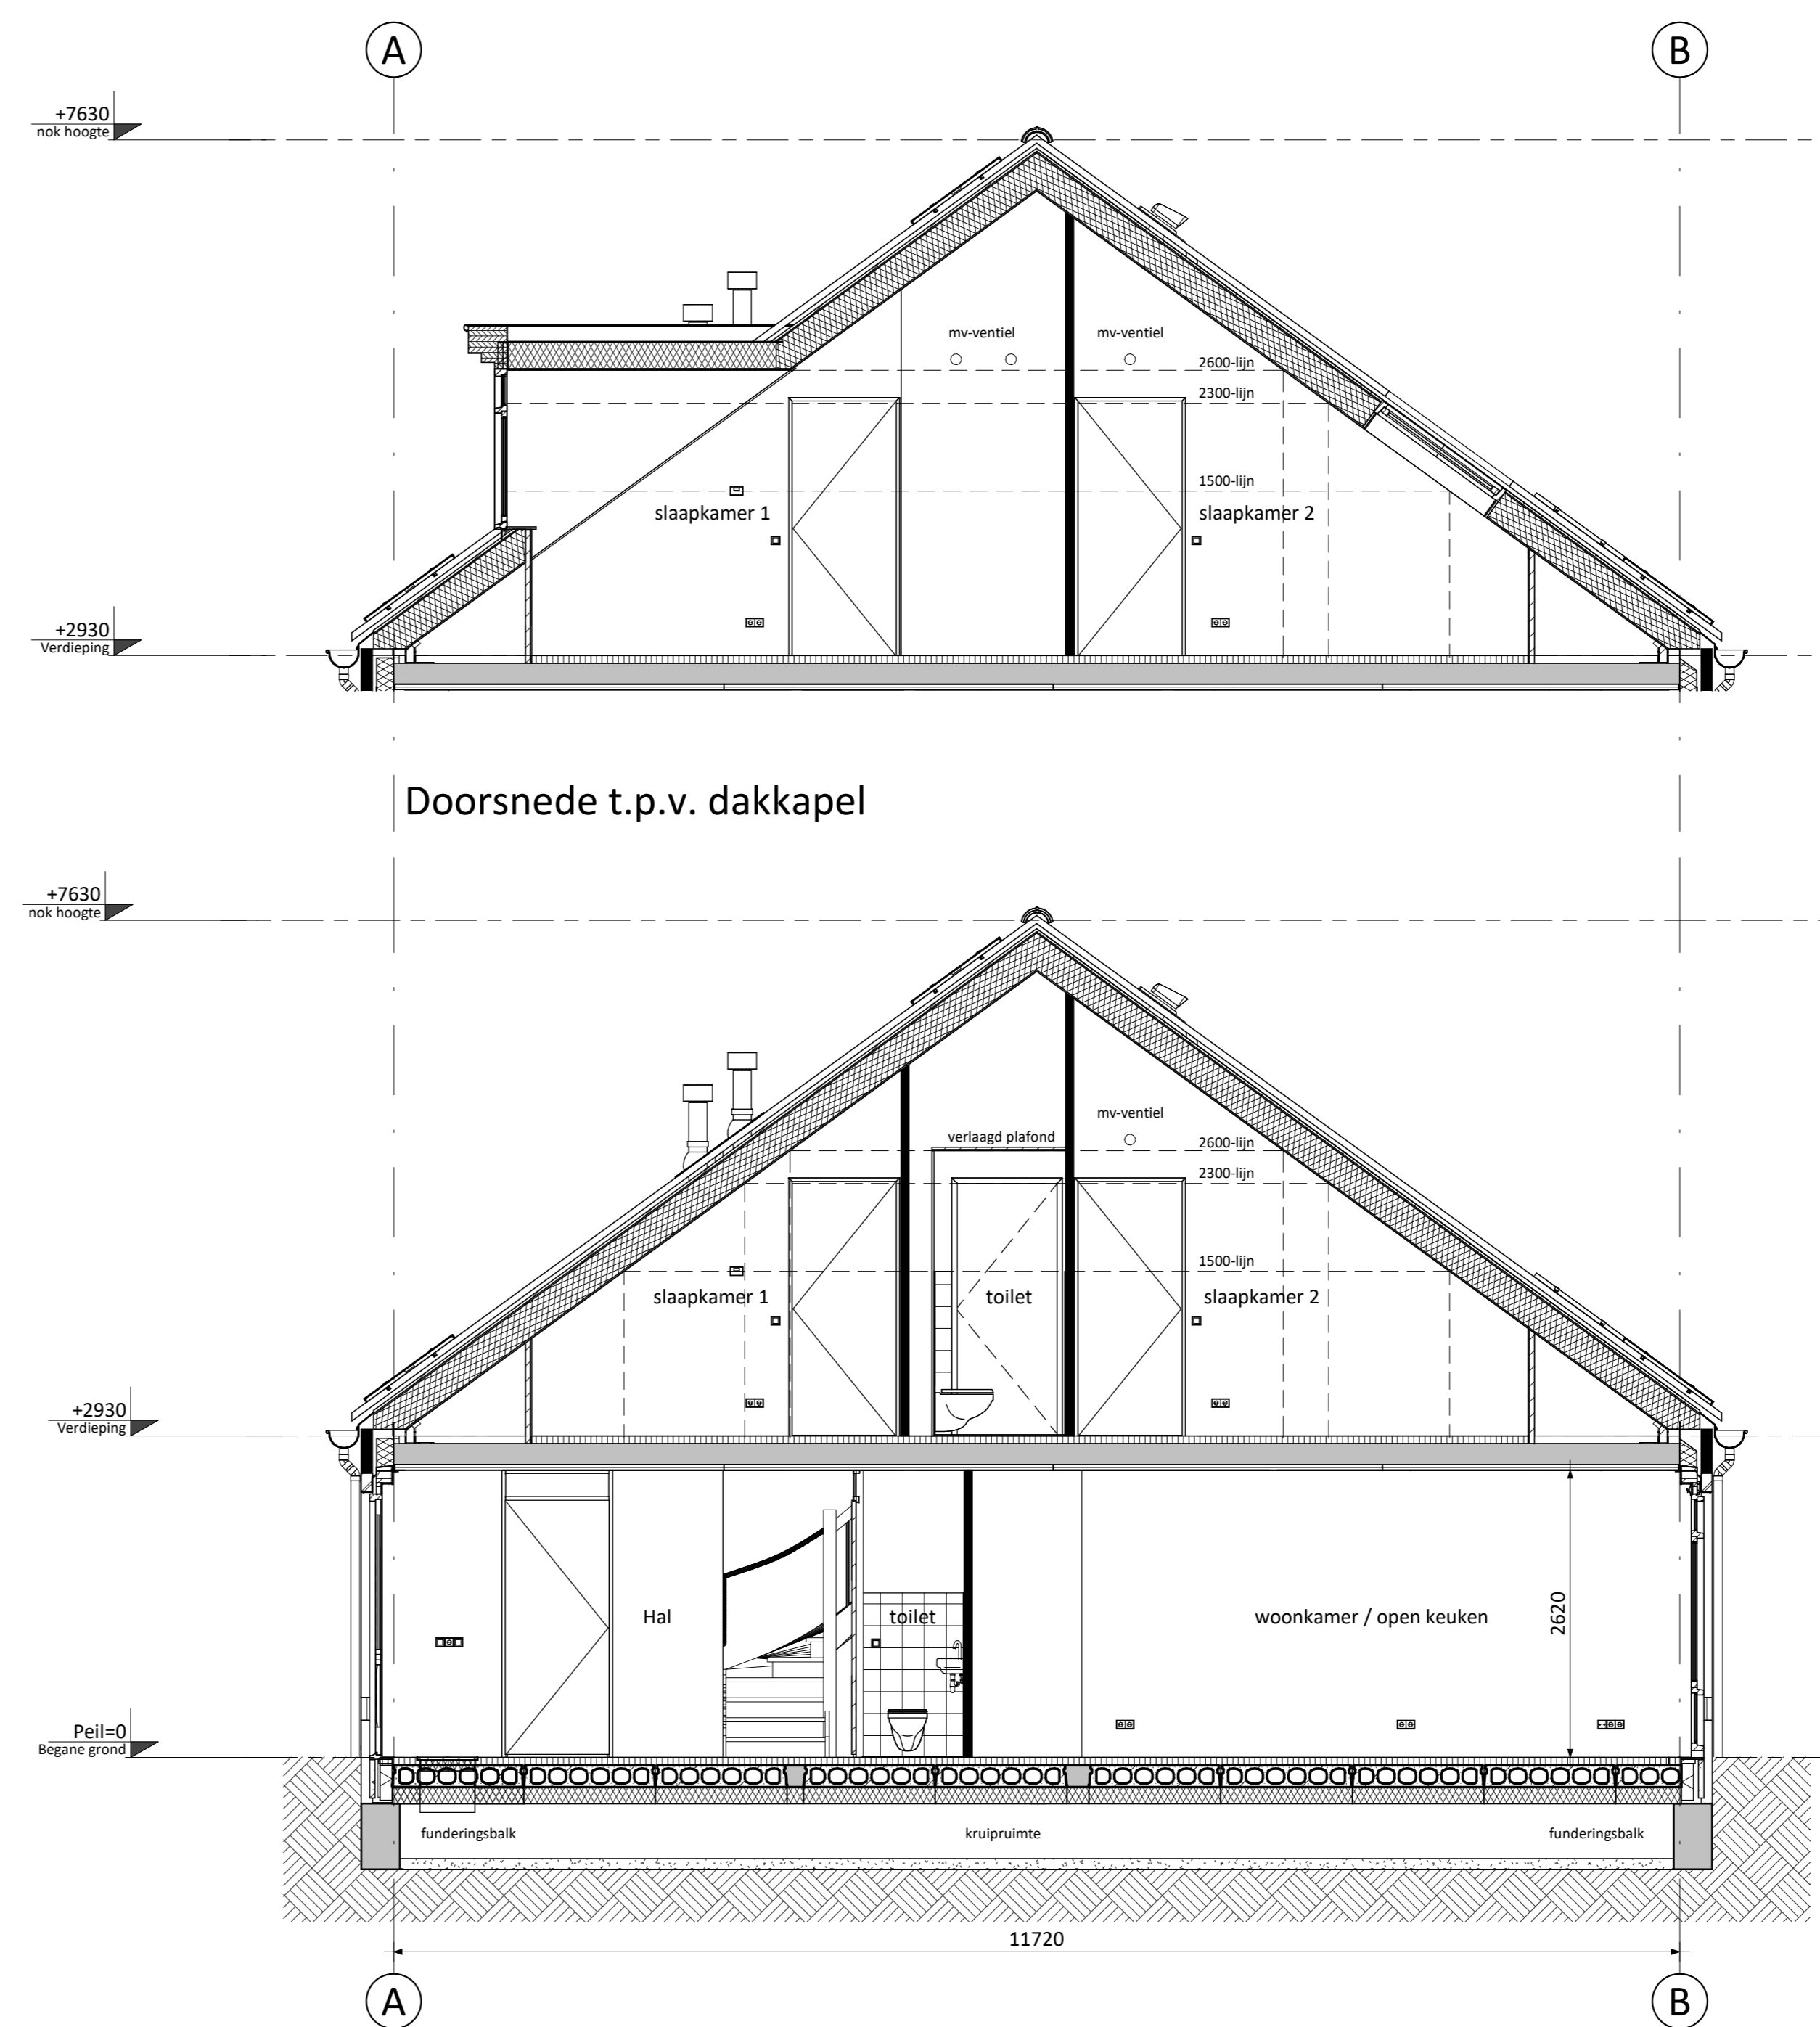 A
B
+7630
nok hoogte
mv-ventiel
mv-ventiel
2600-lijn
2300-lijn
1500-lijn
slaapkamer 1
slaapkamer 2
+2930
Verdieping
Doorsnede t.p.v. dakkapel
+7630
nok hoogte
mv-ventiel
verlaagd plafond
2600-lijn
2300-lijn
1500-lijn
slaapkamer 1
toilet
slaapkamer 2
+2930
Verdieping
Hal
toilet
woonkamer / open keuken
2620
Peil=0
Begane grond
funderingsbalk
kruipruimte
funderingsbalk
11720
A
B